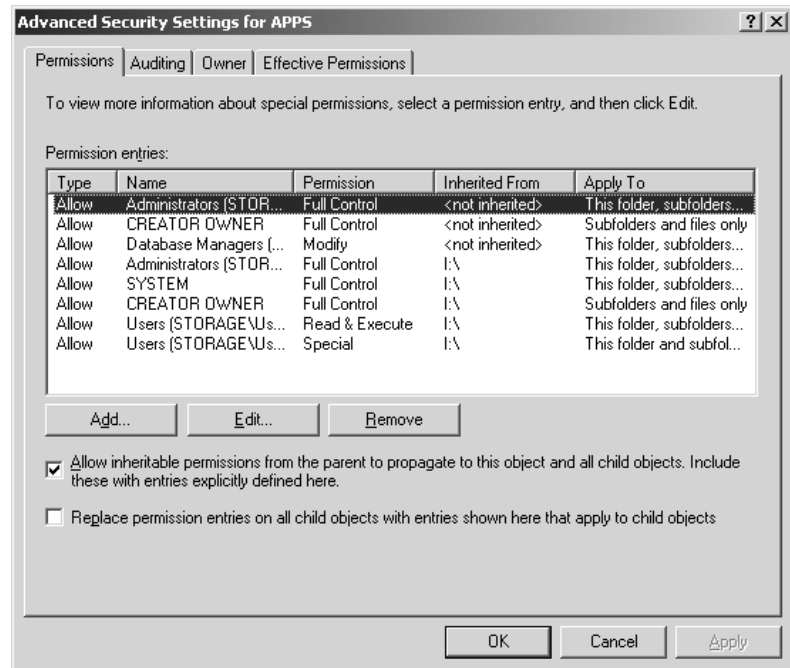 Advanced Security Settings for APPS
Permissions Auditing Owner Effective Permissions
To view more information about special permissions, select a permission entry, and then click Edit.
Permission entries:
Type Name Permission Inherited From Apply To
Allow Administrators (STOR... Full Control <not inherited> This folder, subfolders...
Allow CREATOR OWNER Full Control <not inherited> Subfolders and files only
Allow Database Managers (... Modify <not inherited> This folder, subfolders...
Allow Administrators (STOR... Full Control I:\ This folder, subfolders...
Allow SYSTEM Full Control I:\ This folder, subfolders...
Allow CREATOR OWNER Full Control I:\ Subfolders and files only
Allow Users (STORAGE\Us... Read & Execute I:\ This folder, subfolders...
Allow Users (STORAGE\Us... Special I:\ This folder and subfol...
Add... Edit... Remove
Allow inheritable permissions from the parent to propagate to this object and all child objects. Include
these with entries explicitly defined here.
Replace permission entries on all child objects with entries shown here that apply to child objects
OK Cancel Apply